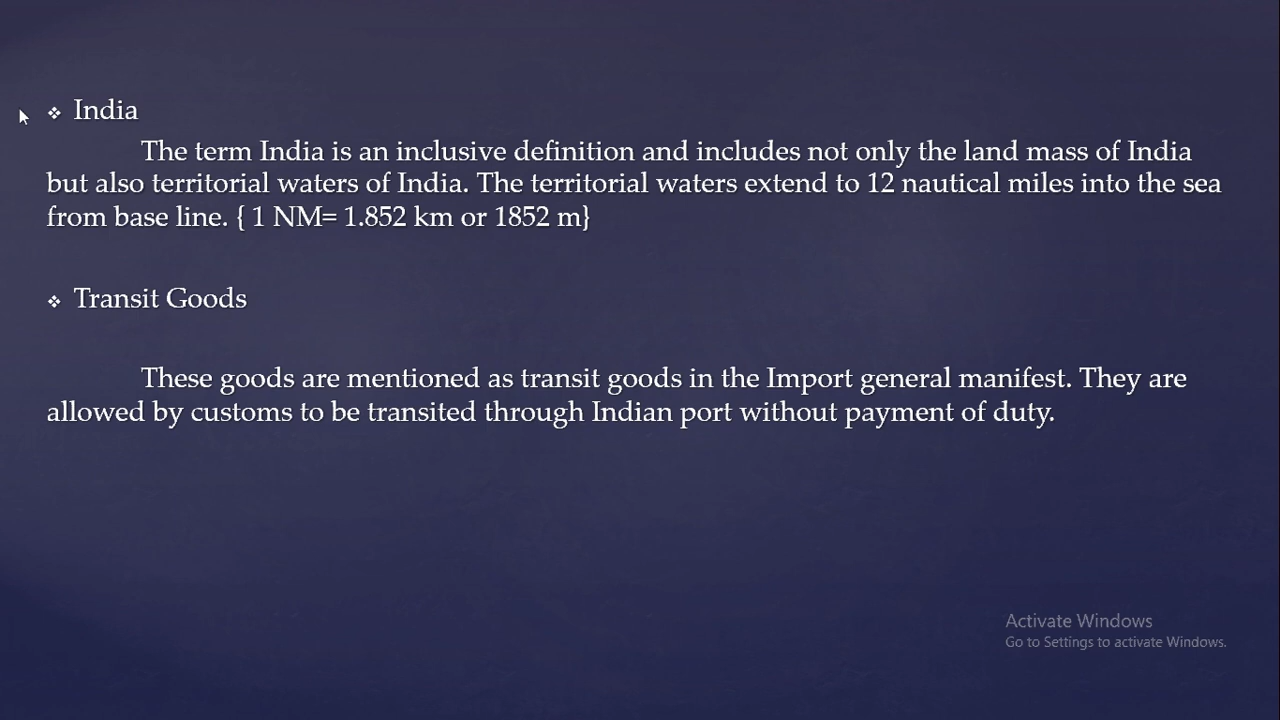 ❖ India
The term India is an inclusive definition and includes not only the land mass of India
but also territorial waters of India. The territorial waters extend to 12 nautical miles into the sea
from base line. { 1 NM= 1.852 km or 1852 m}
❖ Transit Goods
These goods are mentioned as transit goods in the Import general manifest. They are
allowed by customs to be transited through Indian port without payment of duty.
Activate Windows
Go to Settings to activate Windows.